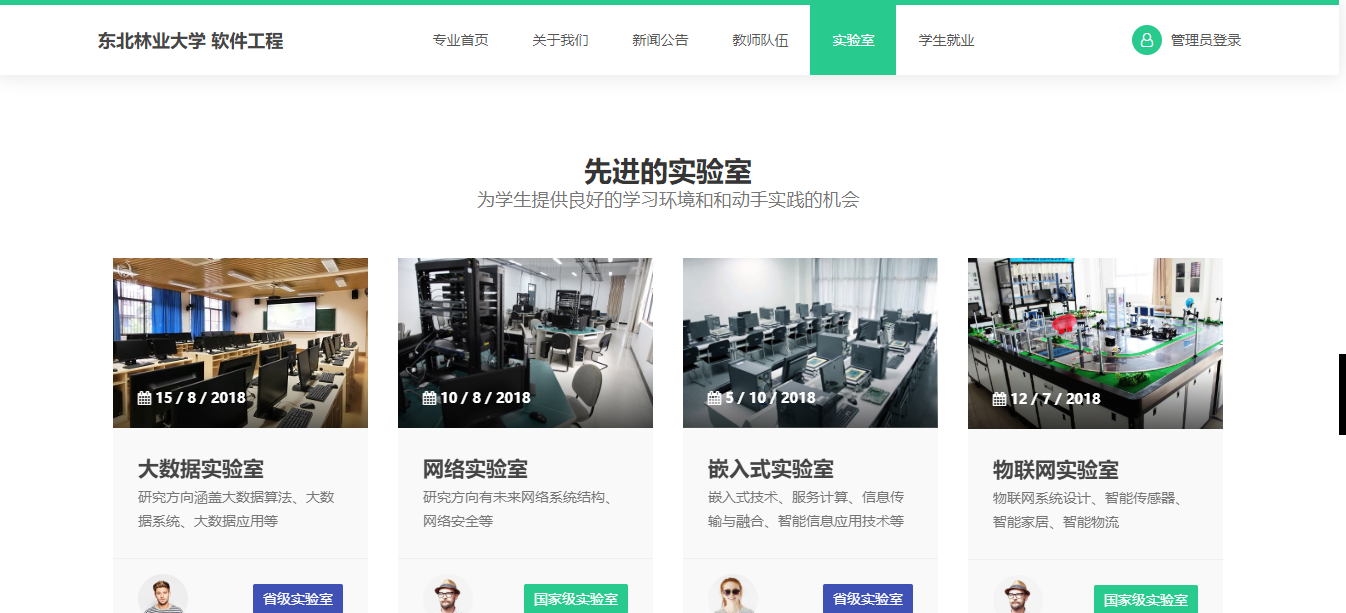 东北林业大学 软件工程
专业首页 关于我们 新闻公告 教师队伍 实验室 学生就业 管理员登录
先进的实验室
为学生提供良好的学习环境和和动手实践的机会
15 / 8 / 2018
大数据实验室
研究方向涵盖大数据算法、大数
据系统、大数据应用等
省级实验室
10 / 8 / 2018
网络实验室
研究方向有未来网络系统结构、
网络安全等
国家级实验室
5 / 10 / 2018
嵌入式实验室
嵌入式技术、服务计算、信息传
输与融合、智能信息应用技术等
省级实验室
12 / 7 / 2018
物联网实验室
物联网系统设计、智能传感器、
智能家居、智能物流
国家级实验室